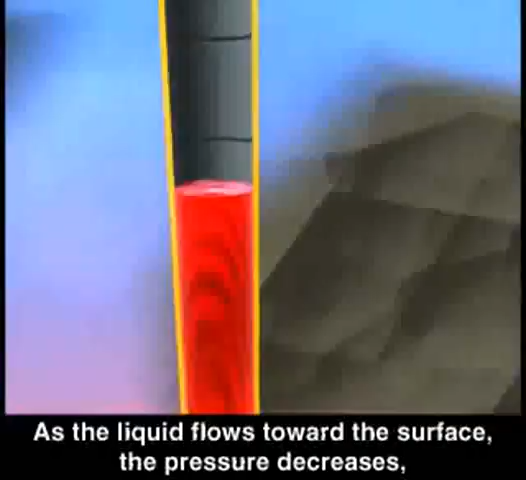 As the liquid flows toward the surface,
the pressure decreases,